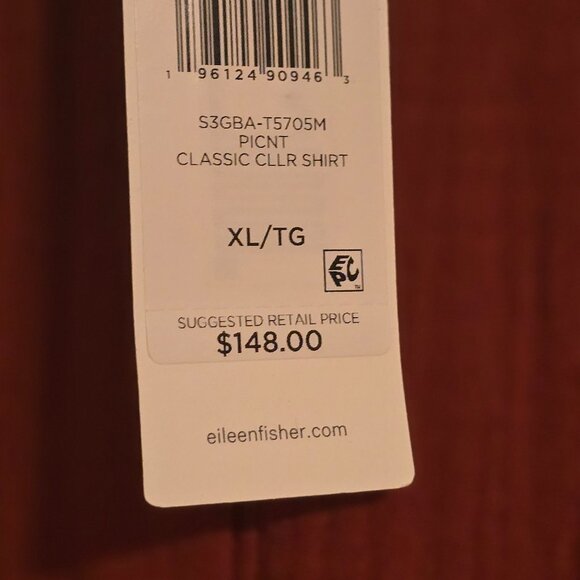 1 96124 90946 3
S3GBA-T5705M
PICNT
CLASSIC CLLR SHIRT
XL/TG
EPC
TM
SUGGESTED RETAIL PRICE
$148.00
eileenfisher.com